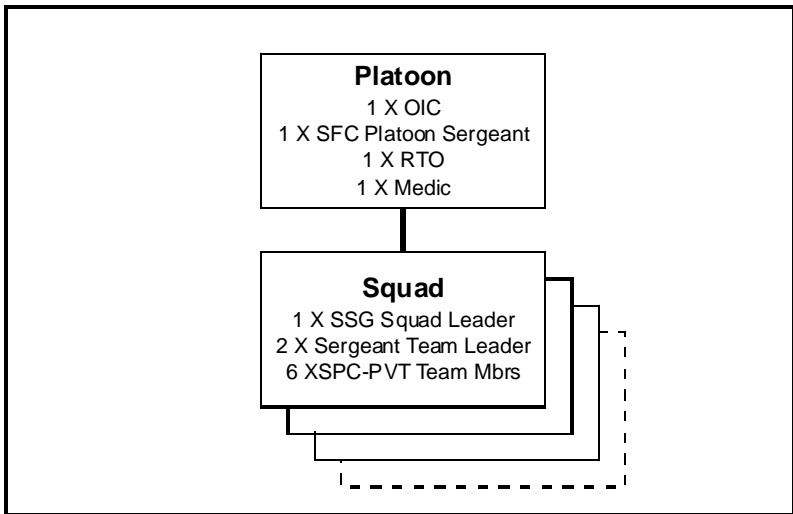 Platoon
1 X OIC
1 X SFC Platoon Sergeant
1 X RTO
1 X Medic
Squad
1 X SSG Squad Leader
2 X Sergeant Team Leader
6 XSPC-PVT Team Mbrs